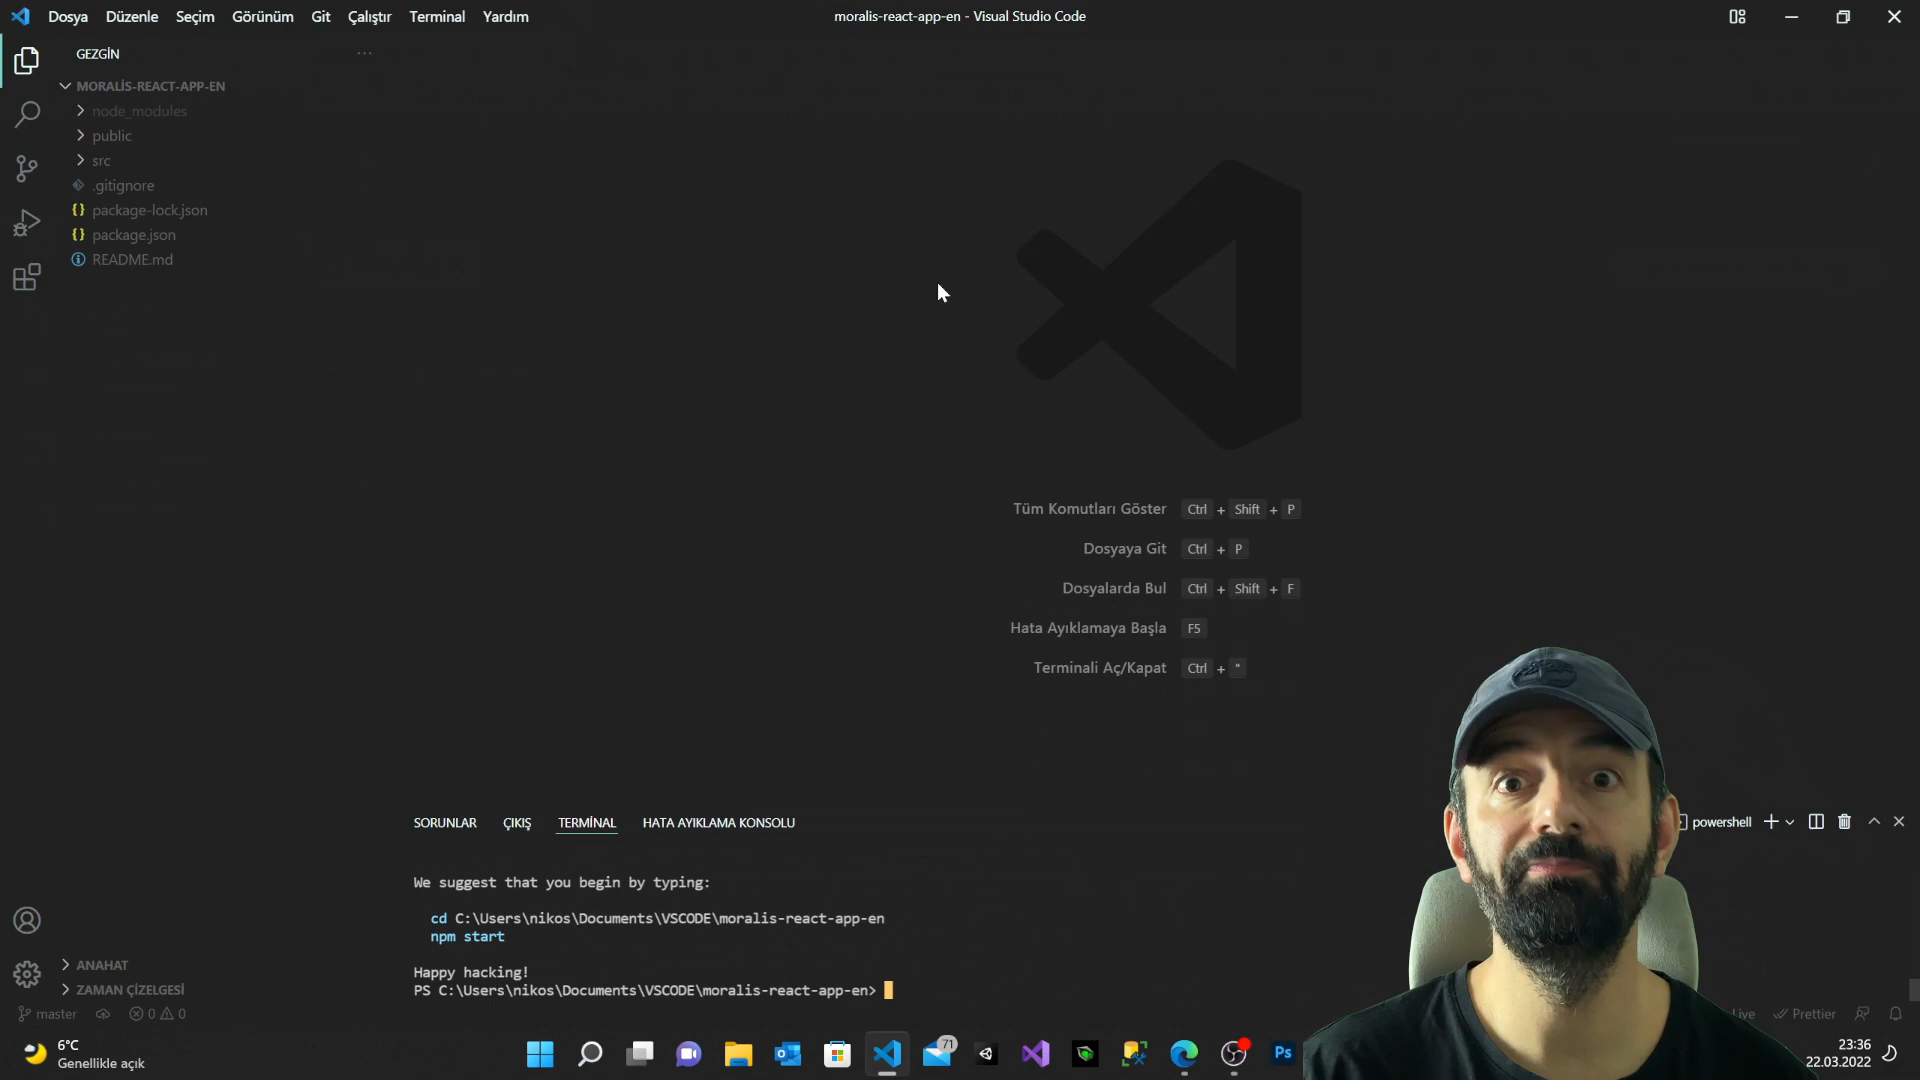 Dosya Düzenle Seçim Görünüm Git Çalıştır Terminal Yardım
moralis-react-app-en - Visual Studio Code
GEZGİN
MORALİS-REACT-APP-EN
node_modules
public
src
.gitignore
package-lock.json
package.json
README.md
Tüm Komutları Göster Ctrl + Shift + P
Dosyaya Git Ctrl + P
Dosyalarda Bul Ctrl + Shift + F
Hata Ayıklamaya Başla F5
Terminali Aç/Kapat Ctrl + "
SORUNLAR ÇIKIŞ TERMİNAL HATA AYIKLAMA KONSOLU
powershell
We suggest that you begin by typing:
cd C:\Users\nikos\Documents\VSCODE\moralis-react-app-en
npm start
Happy hacking!
PS C:\Users\nikos\Documents\VSCODE\moralis-react-app-en>
ANAHAT
ZAMAN ÇİZELGESİ
master 0 0
Live Prettier
6°C
Genellikle açık
71
Ps
23:36
22.03.2022